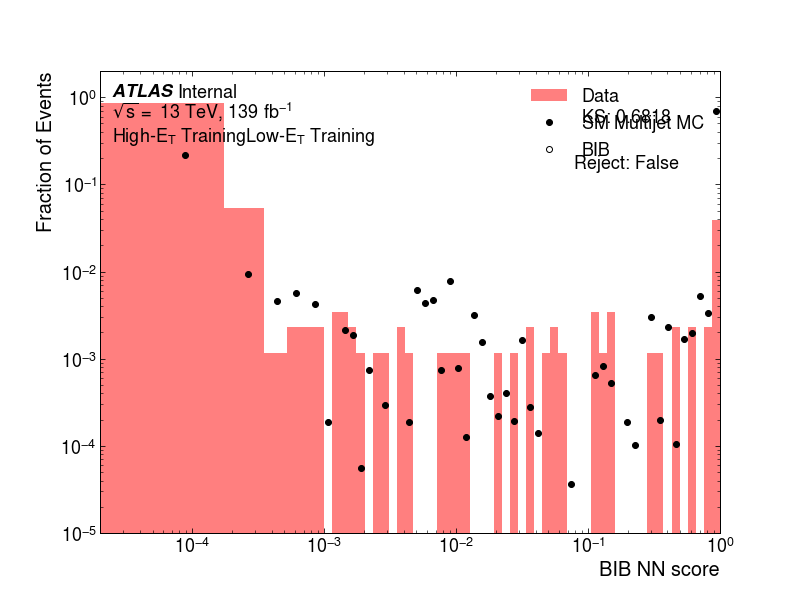 ATLAS Internal
√s = 13 TeV, 139 fb⁻¹
High-E_T TrainingLow-E_T Training
Data
KS: 0.6818
SM Multijet MC
BIB
Reject: False
Fraction of Events
10⁰
10⁻¹
10⁻²
10⁻³
10⁻⁴
10⁻⁵
10⁻⁴
10⁻³
10⁻²
10⁻¹
10⁰
BIB NN score